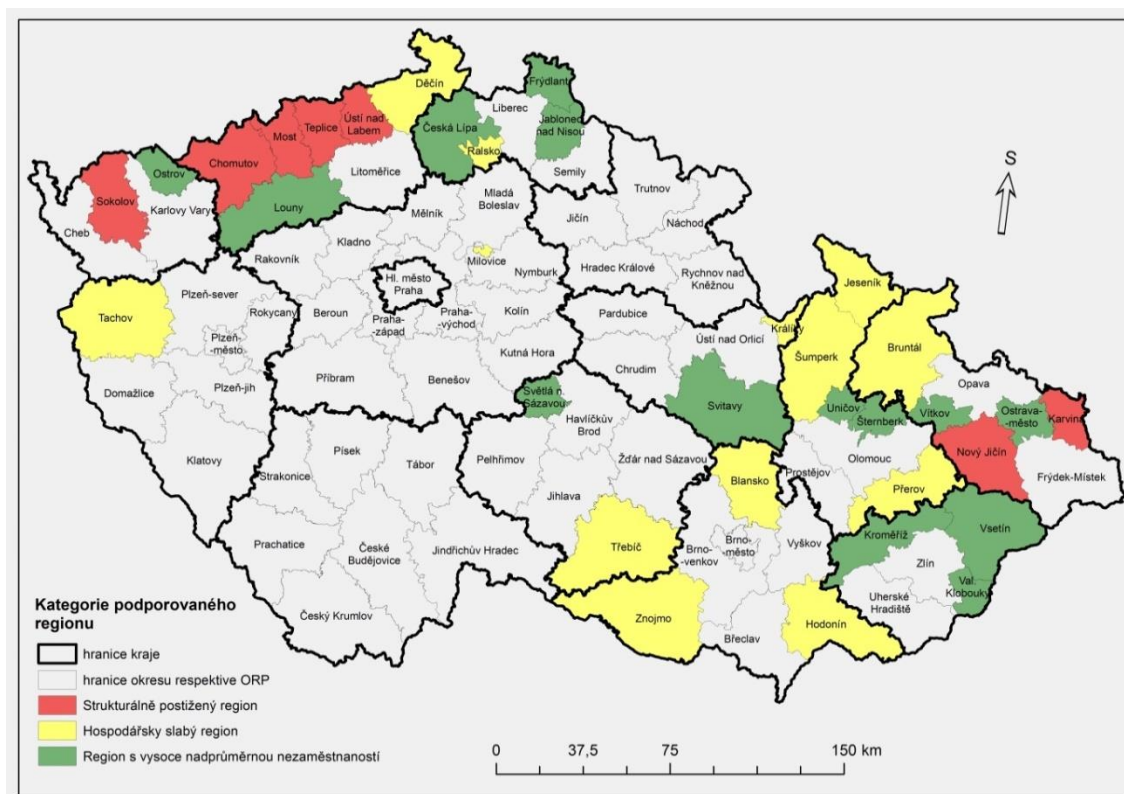 Děčín
Frýdlant
Liberec
Jablonec
nad Nisou
Ústí nad
Labem
Teplice
Most
Česká Lípa
Chomutov
Ralsko
Ostrov
Litoměřice
Semily
Sokolov
Louny
Mladá
Boleslav
Trutnov
Karlovy Vary
Mělník
Jičín
Cheb
Kladno
Náchod
S
Rakovník
Milovice
Nymburk
Hradec Králové
Rychnov nad
Kněžnou
Hl. město
Praha
Plzeň-sever
Jeseník
Tachov
Rokycany
Beroun
Praha-
-západ
Praha-
-východ
Kolín
Pardubice
Králíky
Plzeň-
-město
Ústí nad Orlicí
Šumperk
Bruntál
Kutná Hora
Chrudim
Opava
Domažlice
Plzeň-jih
Příbram
Benešov
Světlá n.
Sázavou
Svitavy
Uničov
Šternberk
Vítkov
Ostrava-
-město
Karviná
Havlíčkův
Brod
Klatovy
Písek
Tábor
Pelhřimov
Žďár nad Sázavou
Olomouc
Nový Jičín
Strakonice
Prostějov
Blansko
Přerov
Frýdek-Místek
Jihlava
Prachatice
České
Budějovice
Jindřichův Hradec
Třebíč
Brno-
-venkov
Brno-
-město
Vyškov
Kroměříž
Vsetín
Zlín
Val.
Klobouky
Uherské
Hradiště
Český Krumlov
Znojmo
Hodonín
Břeclav
Kategorie podporovaného
regionu
hranice kraje
hranice okresu respektive ORP
Strukturálně postižený region
Hospodářsky slabý region
Region s vysoce nadprůměrnou nezaměstnaností
0 37,5 75 150 km